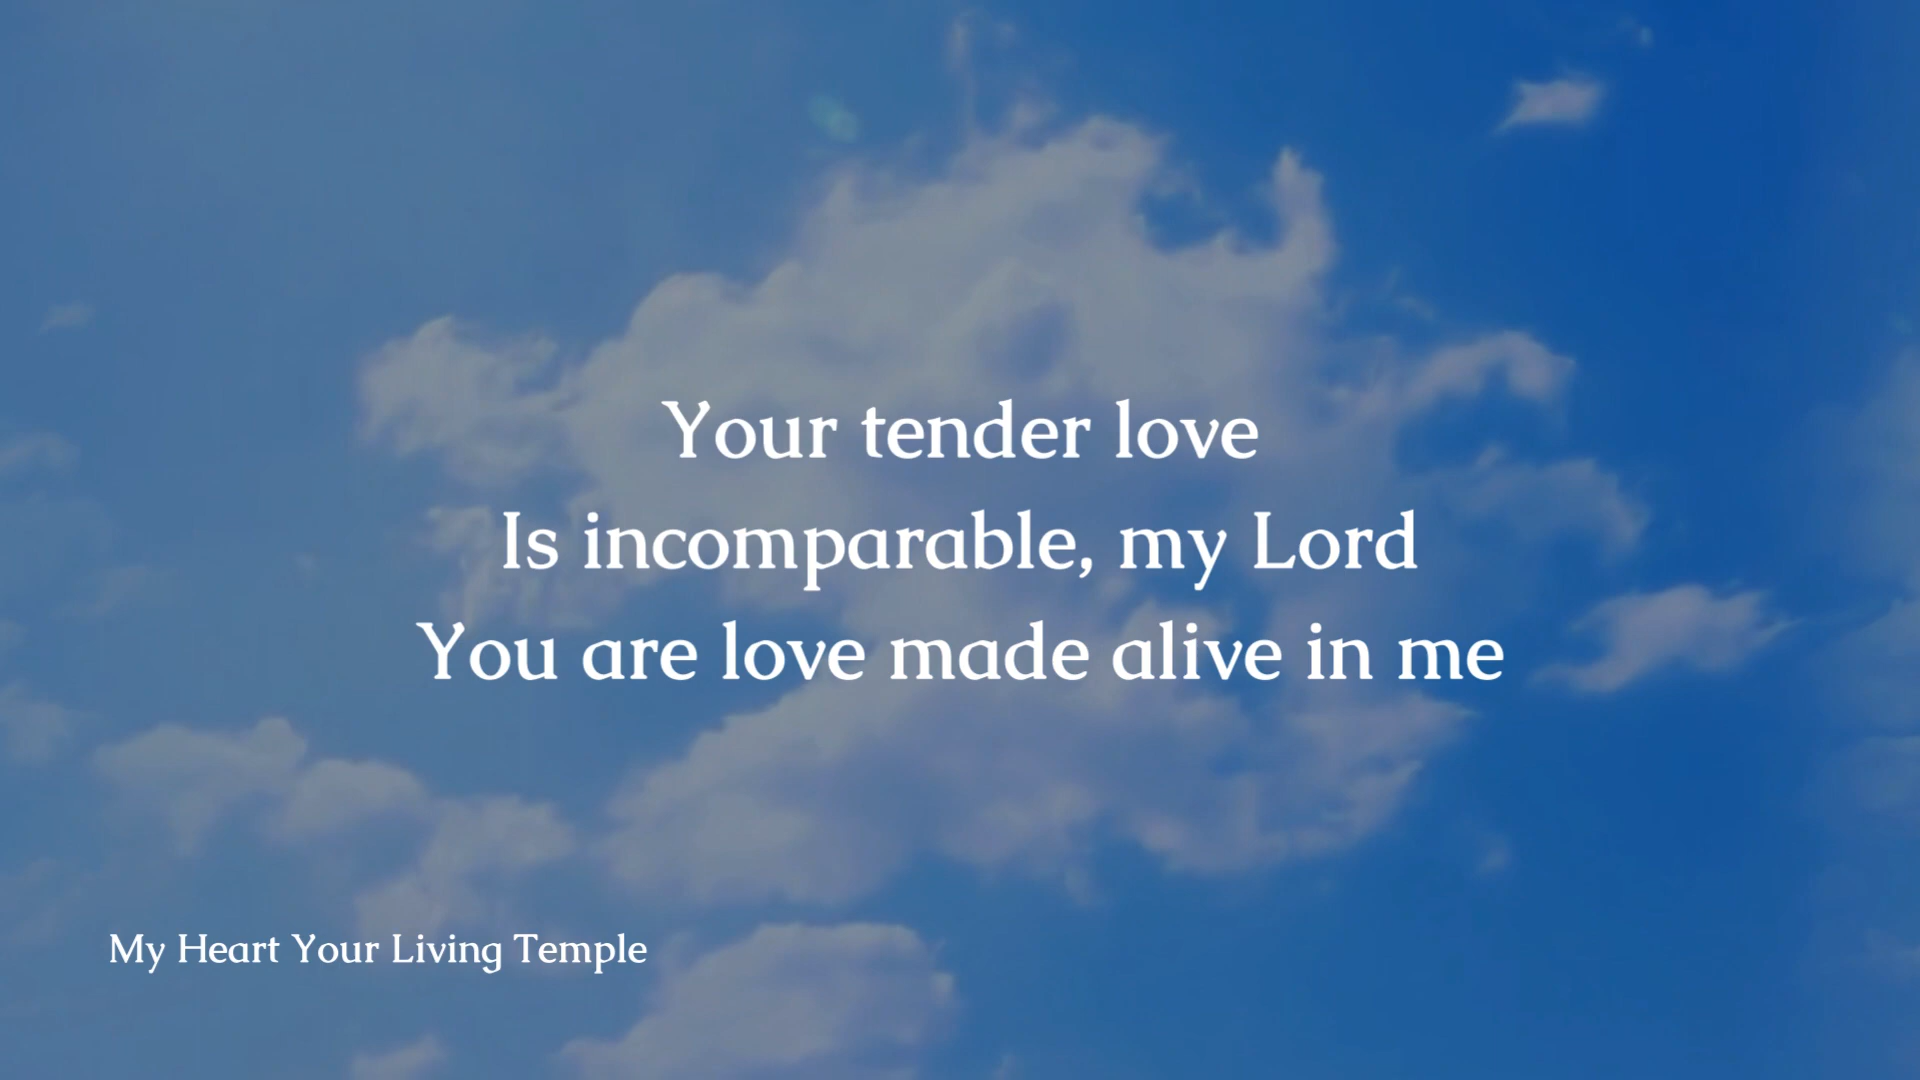 Your tender love
Is incomparable, my Lord
You are love made alive in me
My Heart Your Living Temple